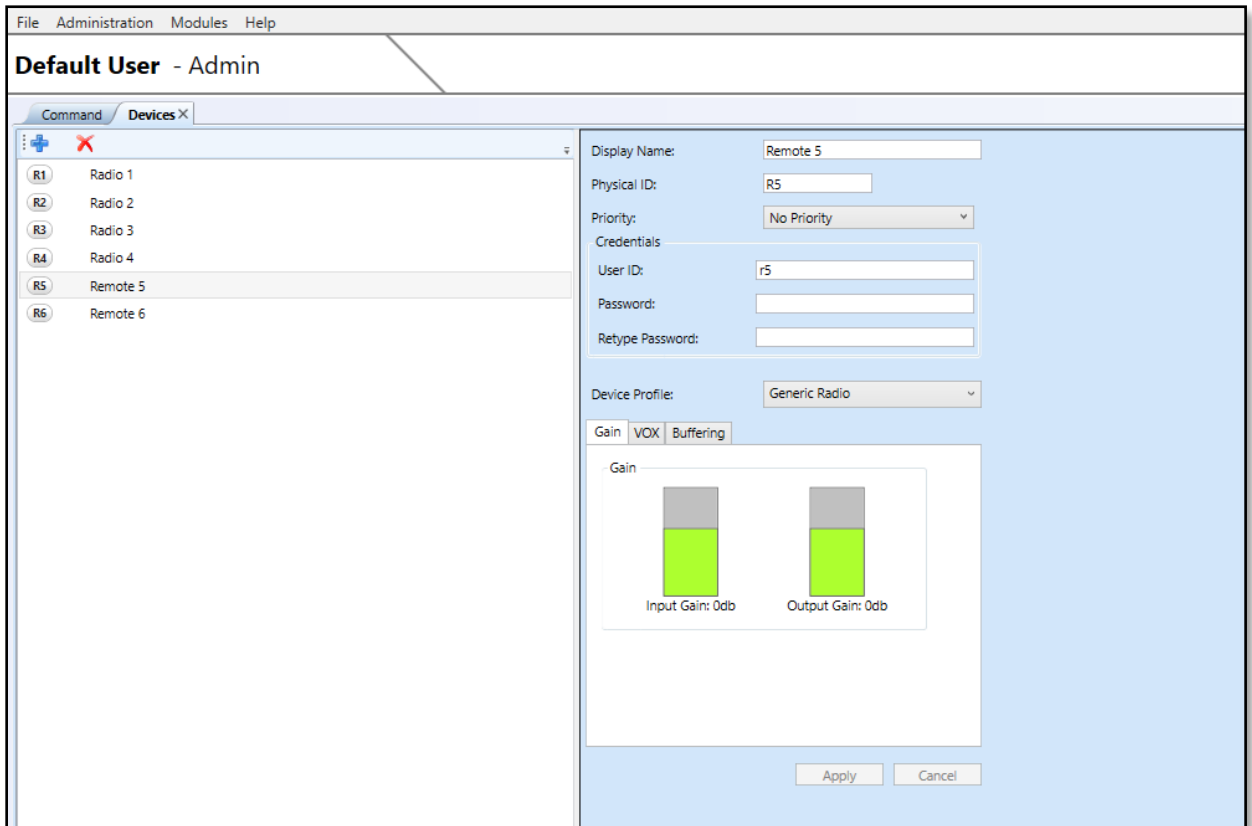 File Administration Modules Help
Default User - Admin
Command Devices
R1 Radio 1
R2 Radio 2
R3 Radio 3
R4 Radio 4
R5 Remote 5
R6 Remote 6
Display Name: Remote 5
Physical ID: R5
Priority: No Priority
Credentials
User ID: r5
Password:
Retype Password:
Device Profile: Generic Radio
Gain VOX Buffering
Gain
Input Gain: 0db Output Gain: 0db
Apply Cancel